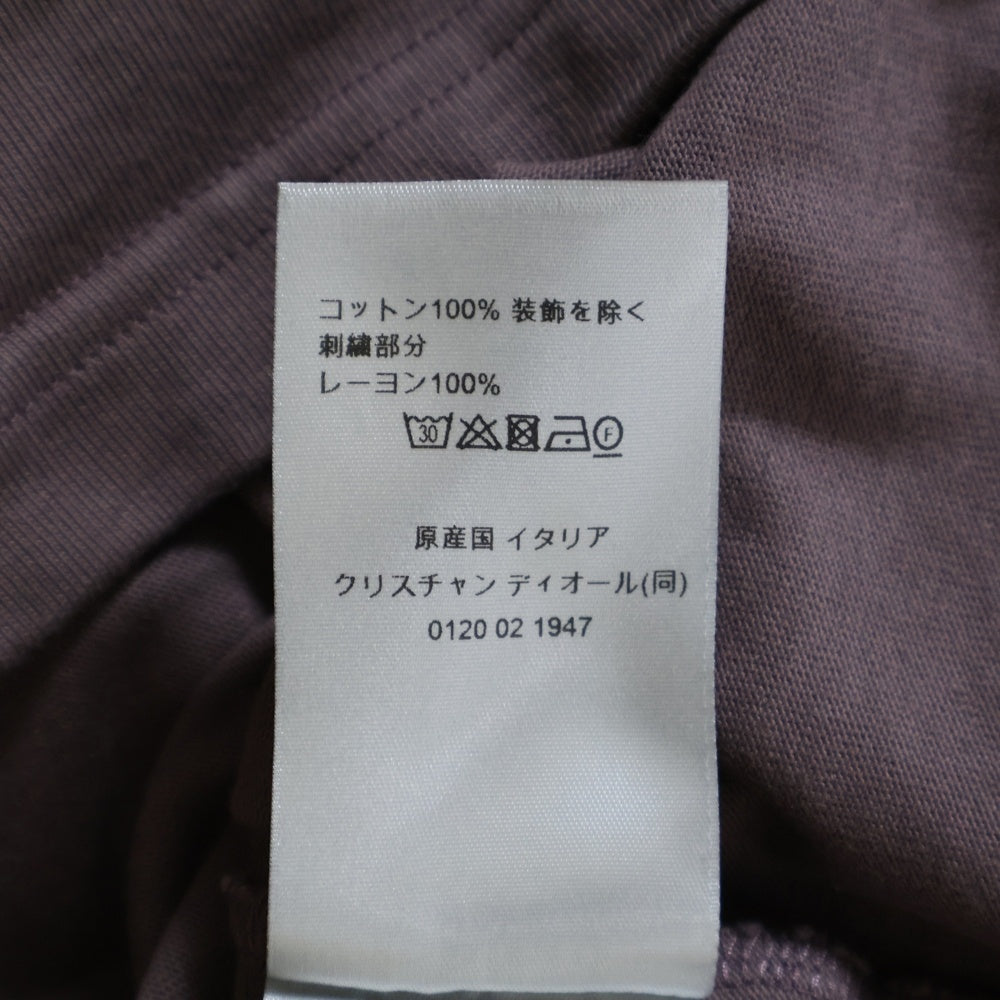 コットン100% 装飾を除く
刺繍部分
レーヨン100%
30 F
原産国 イタリア
クリスチャン ディオール(同)
0120 02 1947